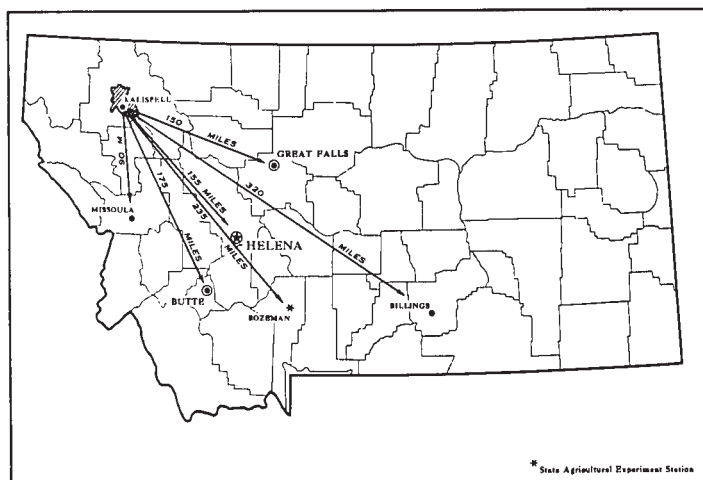 KALISPELL
150 MILES
GREAT FALLS
90 M
320 MILES
175 MILES
155 MILES
235 MILES
MISSOULA
HELENA
BUTTE
BOZEMAN
BILLINGS
* State Agricultural Experiment Station